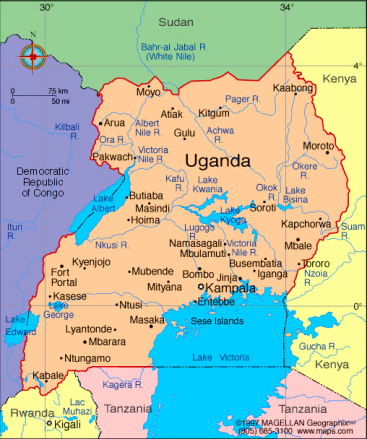 30°
34°
Sudan
N
Bahr-al Jabal R.
(White Nile)
4°
Kenya
0
75 km
0
50 mi
Moyo
Kaabong
Atiak
Kitgum
Pager R.
Arua
Albert
Nile R.
Kilbali
R.
Ora R.
Gulu
Achwa
R.
Moroto
Pakwach
Victoria
Nile R.
Uganda
Okere
R.
Democratic
Republic
of Congo
Kafu
R.
Lake
Kwania
Okok
R.
Lake
Bisina
Butiaba
Lake
Albert
Masindi
Lake
Kyoga
Soroti
Hoima
Ituri
R.
Lugogo
R.
Kapchorwa
Suam
R.
Nkusi R.
Namasagali
Victoria
Nile R.
Mbale
Mbulamuti
Kyenjojo
Busembatia
Tororo
Fort
Portal
Mubende
Bombo
Jinja
Iganga
Nzoia
R.
Mityana
Kampala
Kasese
Entebbe
0°
Lake
George
Ntusi
Lake
Edward
Masaka
Sese Islands
Lyantonde
Mbarara
Gucha R.
Ntungamo
Lake Victoria
Kenya
Kabale
Kagera R.
Rwanda
Lac
Muhazi
Tanzania
Tanzania
Kigali
©1997 MAGELLAN Geographix℠
(805) 685-3100 www.maps.com